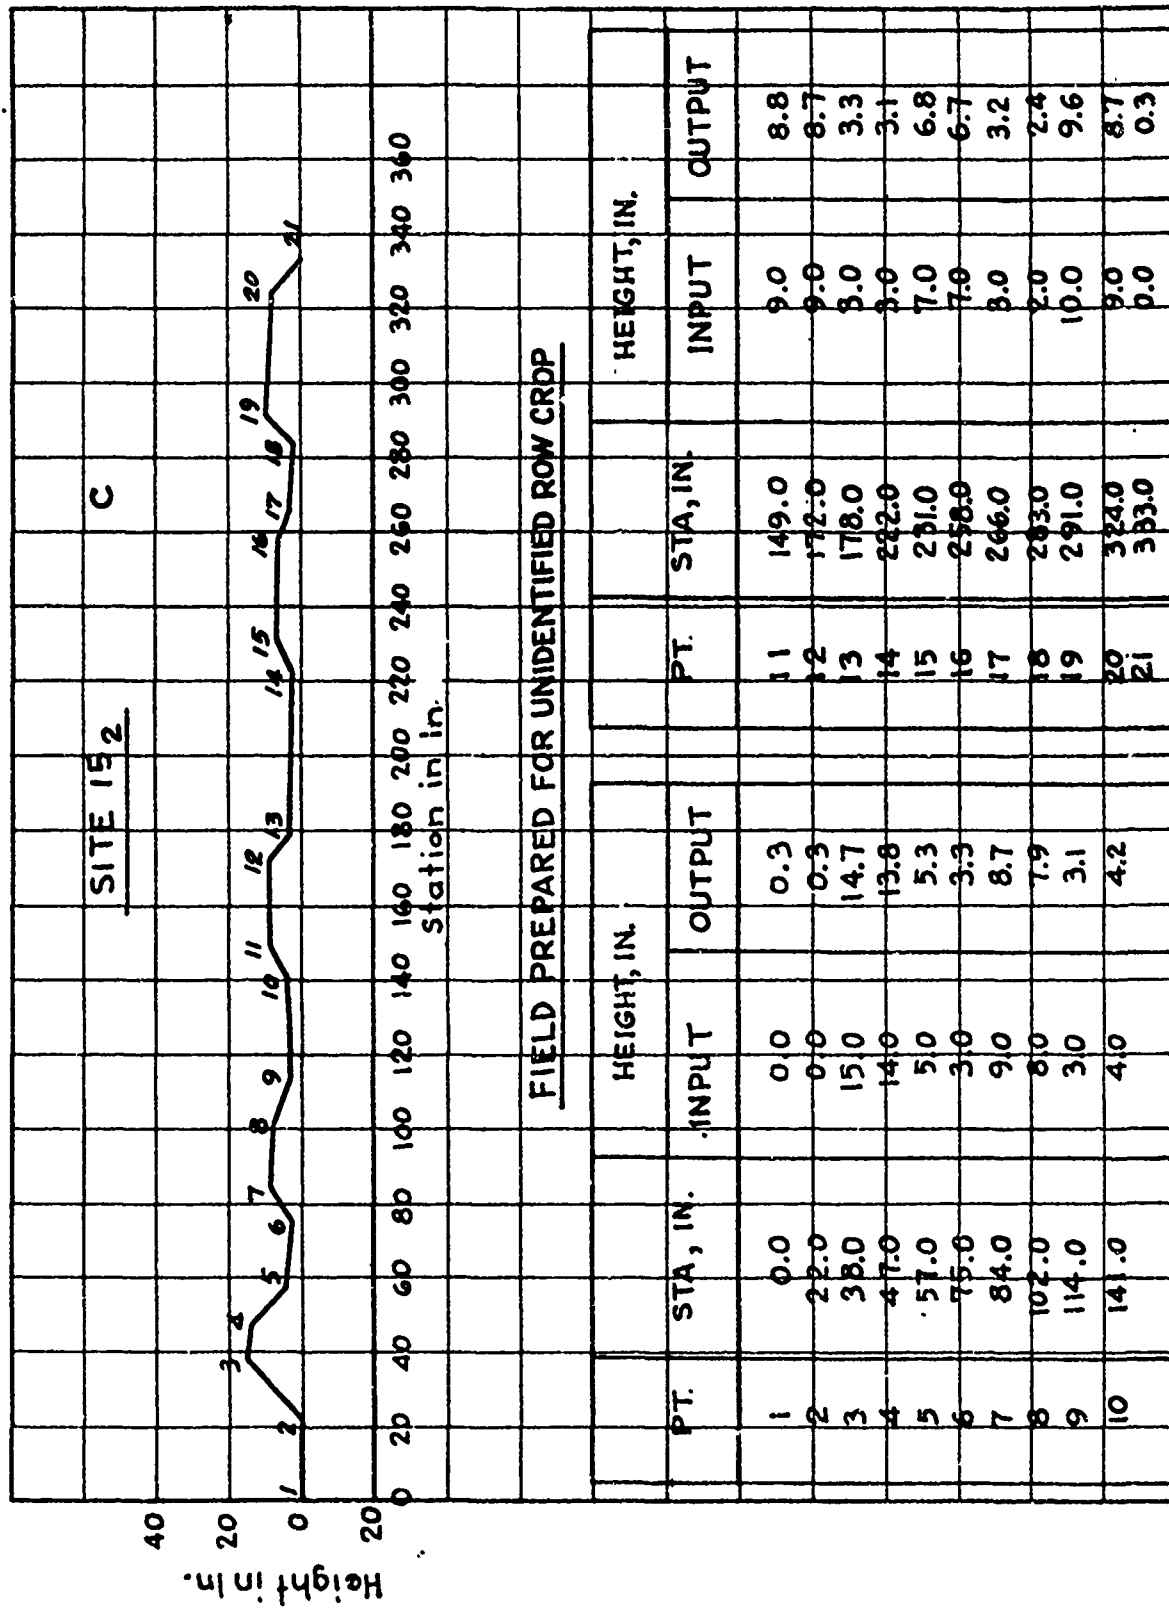 SITE 15₂ C
Height in In.
40
20
0
20
1 2 3 4 5 6 7 8 9 10 11 12 13 14 15 16 17 18 19 20 21
0 20 40 60 80 100 120 140 160 180 200 220 240 260 280 300 320 340 360
Station in in.
FIELD PREPARED FOR UNIDENTIFIED ROW CROP
HEIGHT, IN. HEIGHT, IN.
PT. STA, IN. INPUT OUTPUT PT. STA, IN. INPUT OUTPUT
1 0.0 0.0 0.3 11 149.0 9.0 8.8
2 22.0 0.0 0.3 12 172.0 9.0 8.7
3 38.0 15.0 14.7 13 178.0 3.0 3.3
4 47.0 14.0 13.8 14 222.0 3.0 3.1
5 57.0 5.0 5.3 15 231.0 7.0 6.8
6 75.0 3.0 3.3 16 258.0 7.0 6.7
7 84.0 9.0 8.7 17 266.0 3.0 3.2
8 102.0 8.0 7.9 18 283.0 2.0 2.4
9 114.0 3.0 3.1 19 291.0 10.0 9.6
10 141.0 4.0 4.2 20 324.0 9.0 8.7
21 333.0 0.0 0.3